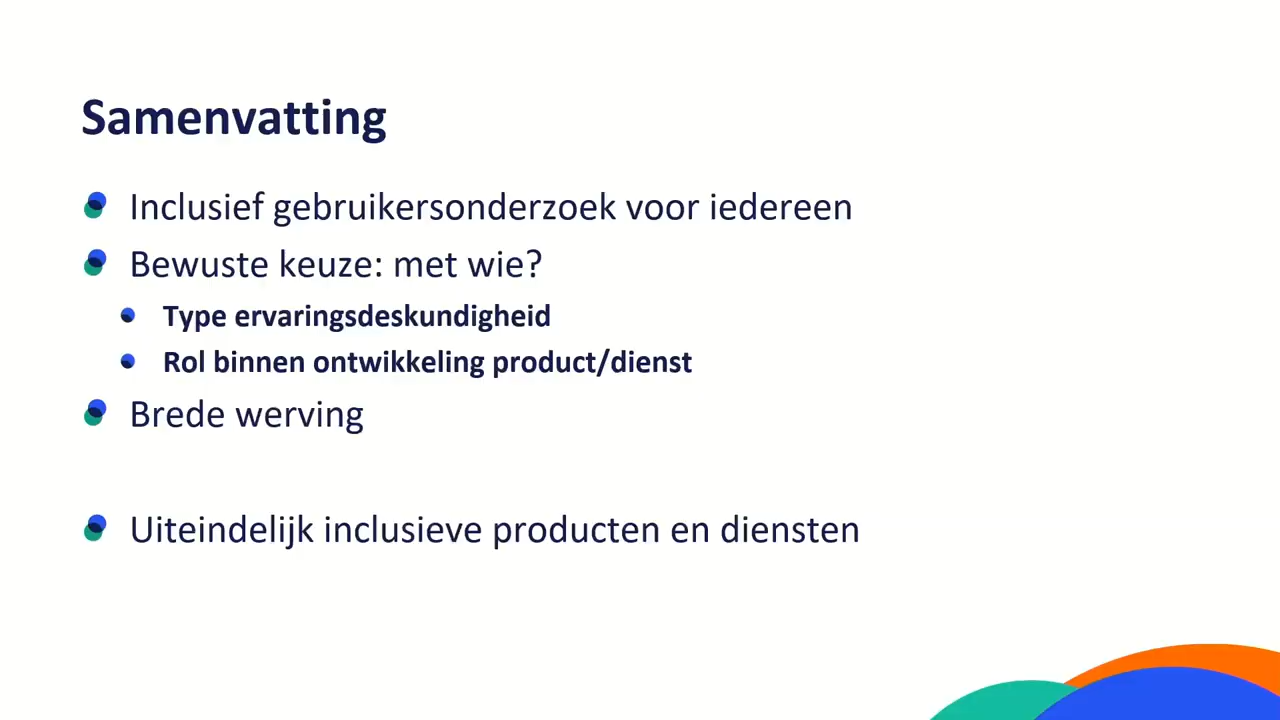 Samenvatting
Inclusief gebruikersonderzoek voor iedereen
Bewuste keuze: met wie?
Type ervaringsdeskundigheid
Rol binnen ontwikkeling product/dienst
Brede werving
Uiteindelijk inclusieve producten en diensten